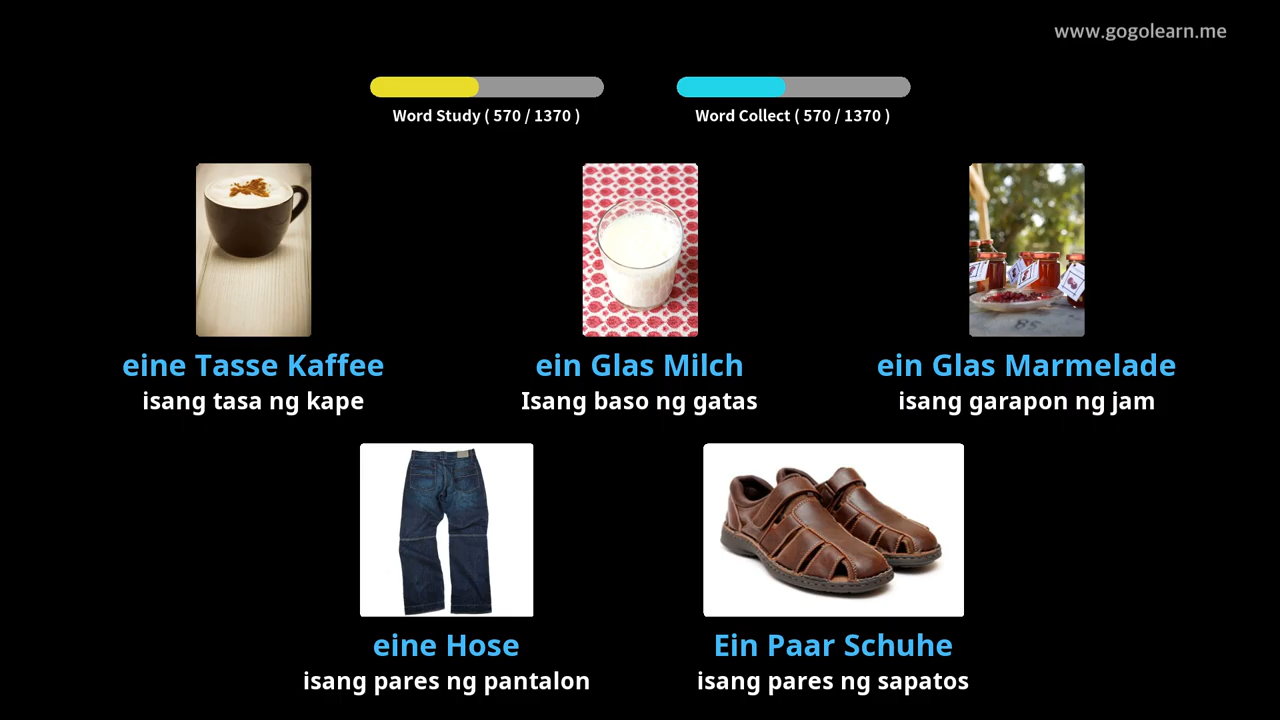 www.gogolearn.me
Word Study ( 570 / 1370 )
Word Collect ( 570 / 1370 )
eine Tasse Kaffee
isang tasa ng kape
ein Glas Milch
Isang baso ng gatas
ein Glas Marmelade
isang garapon ng jam
eine Hose
isang pares ng pantalon
Ein Paar Schuhe
isang pares ng sapatos